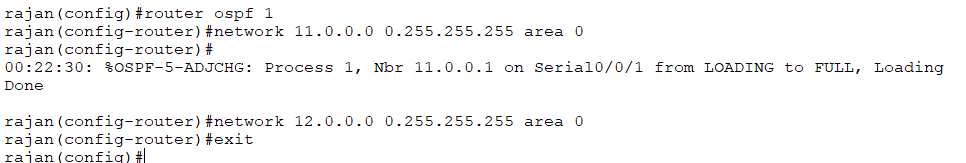 rajan(config)#router ospf 1
rajan(config-router)#network 11.0.0.0 0.255.255.255 area 0
rajan(config-router)#
00:22:30: %OSPF-5-ADJCHG: Process 1, Nbr 11.0.0.1 on Serial0/0/1 from LOADING to FULL, Loading
Done
rajan(config-router)#network 12.0.0.0 0.255.255.255 area 0
rajan(config-router)#exit
rajan(config)#